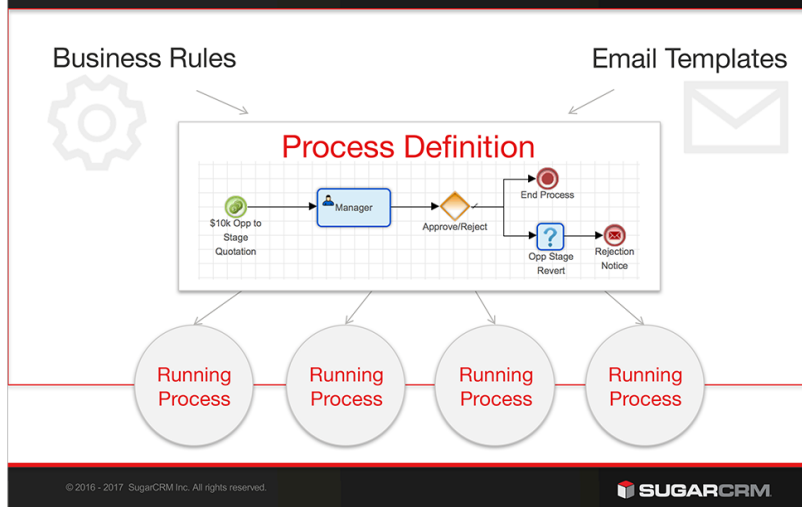 Business Rules
Email Templates
Process Definition
$10k Opp to
Stage
Quotation
Manager
Approve/Reject
End Process
?
Opp Stage
Revert
Rejection
Notice
Running
Process
Running
Process
Running
Process
Running
Process
© 2016 - 2017 SugarCRM Inc. All rights reserved.
SUGARCRM